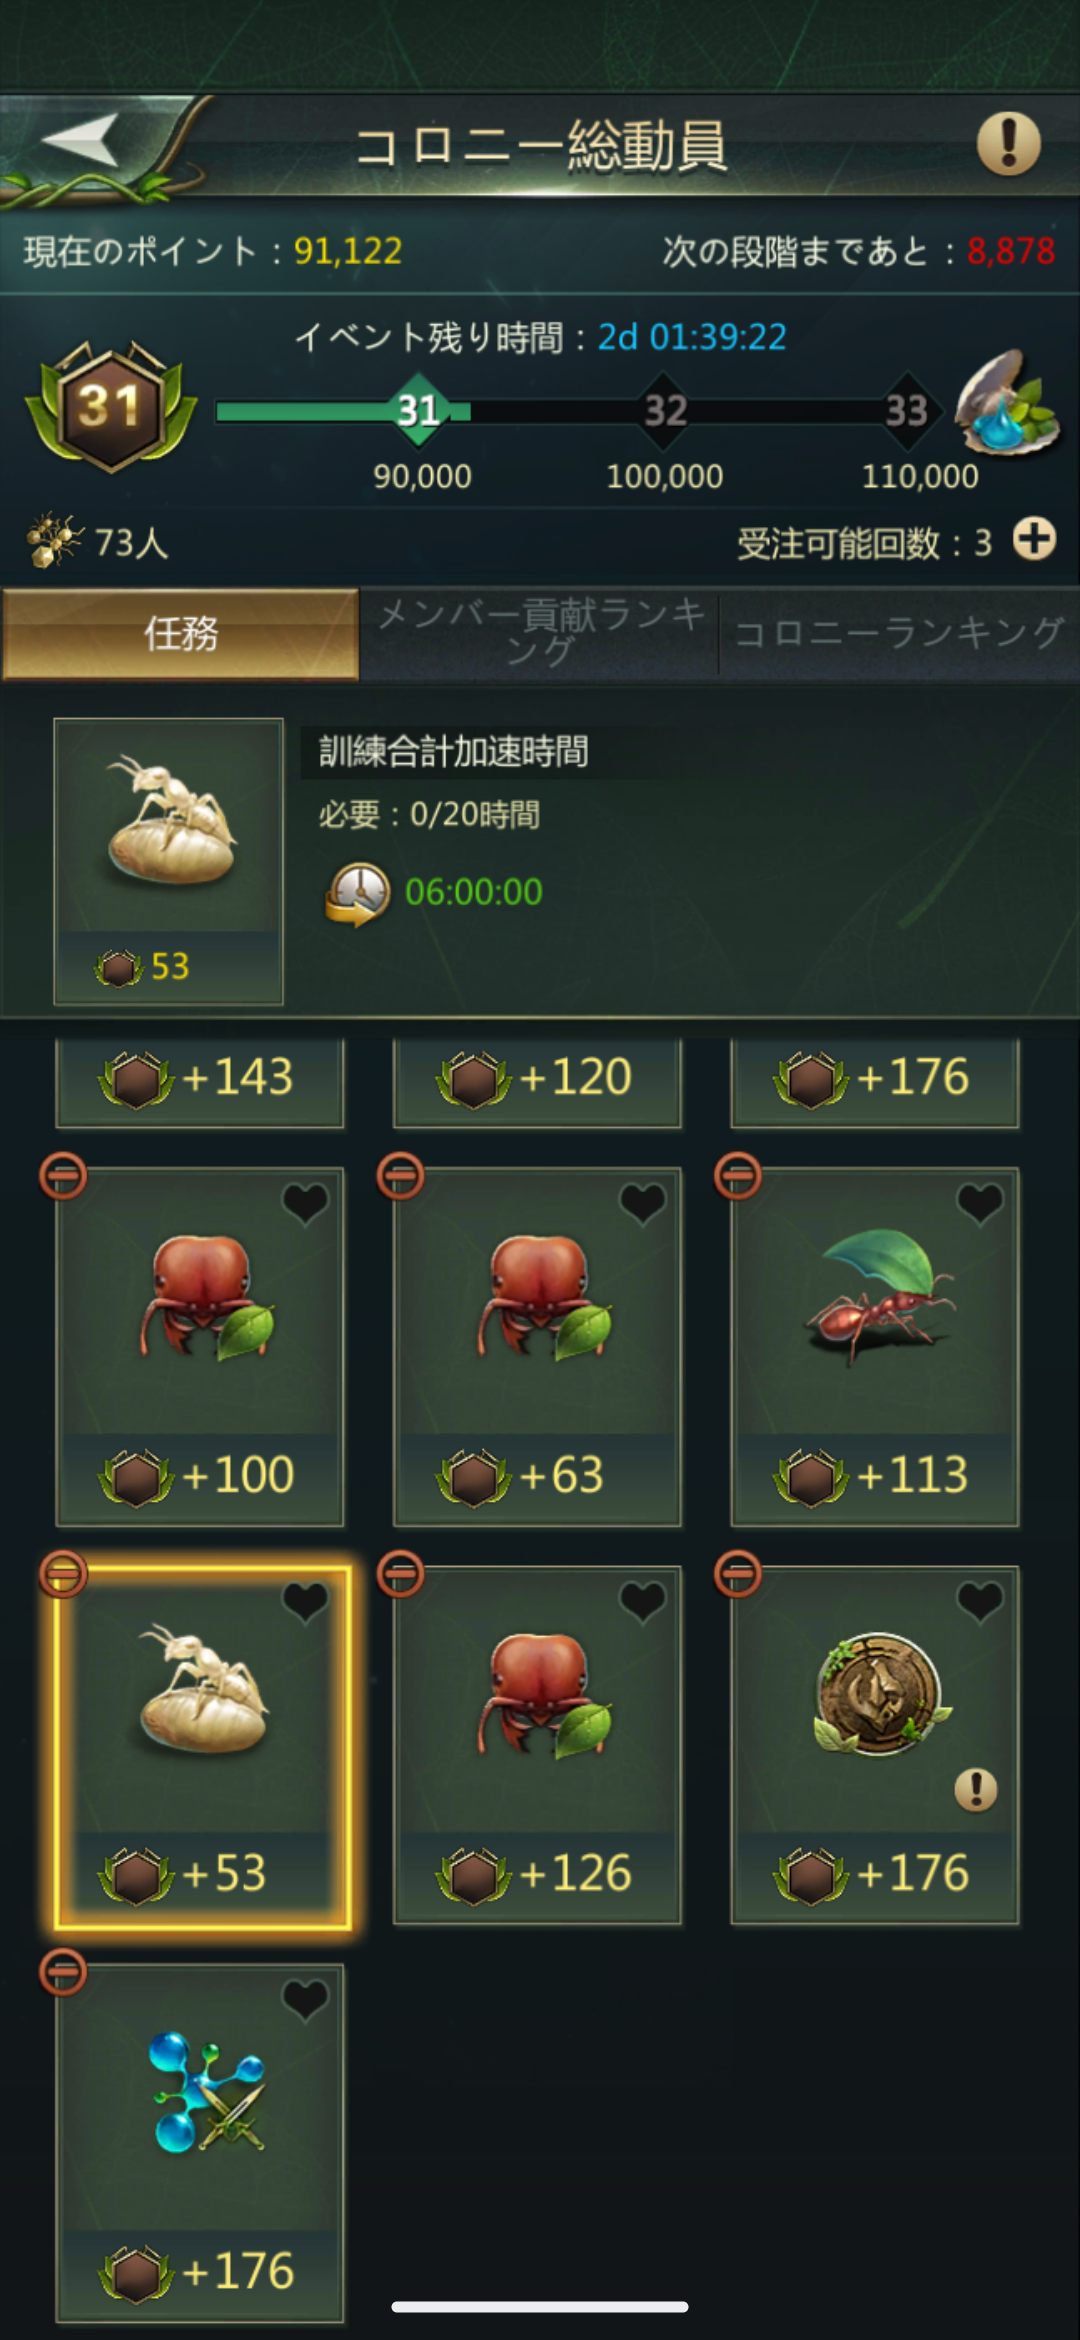 コロニー総動員
現在のポイント：91,122
次の段階まであと：8,878
イベント残り時間：2d 01:39:22
31
31
32
33
90,000
100,000
110,000
73人
受注可能回数：3
任務
メンバー貢献ランキ
ング
コロニーランキング
訓練合計加速時間
必要：0/20時間
06:00:00
53
+143
+120
+176
+100
+63
+113
+53
+126
+176
+176